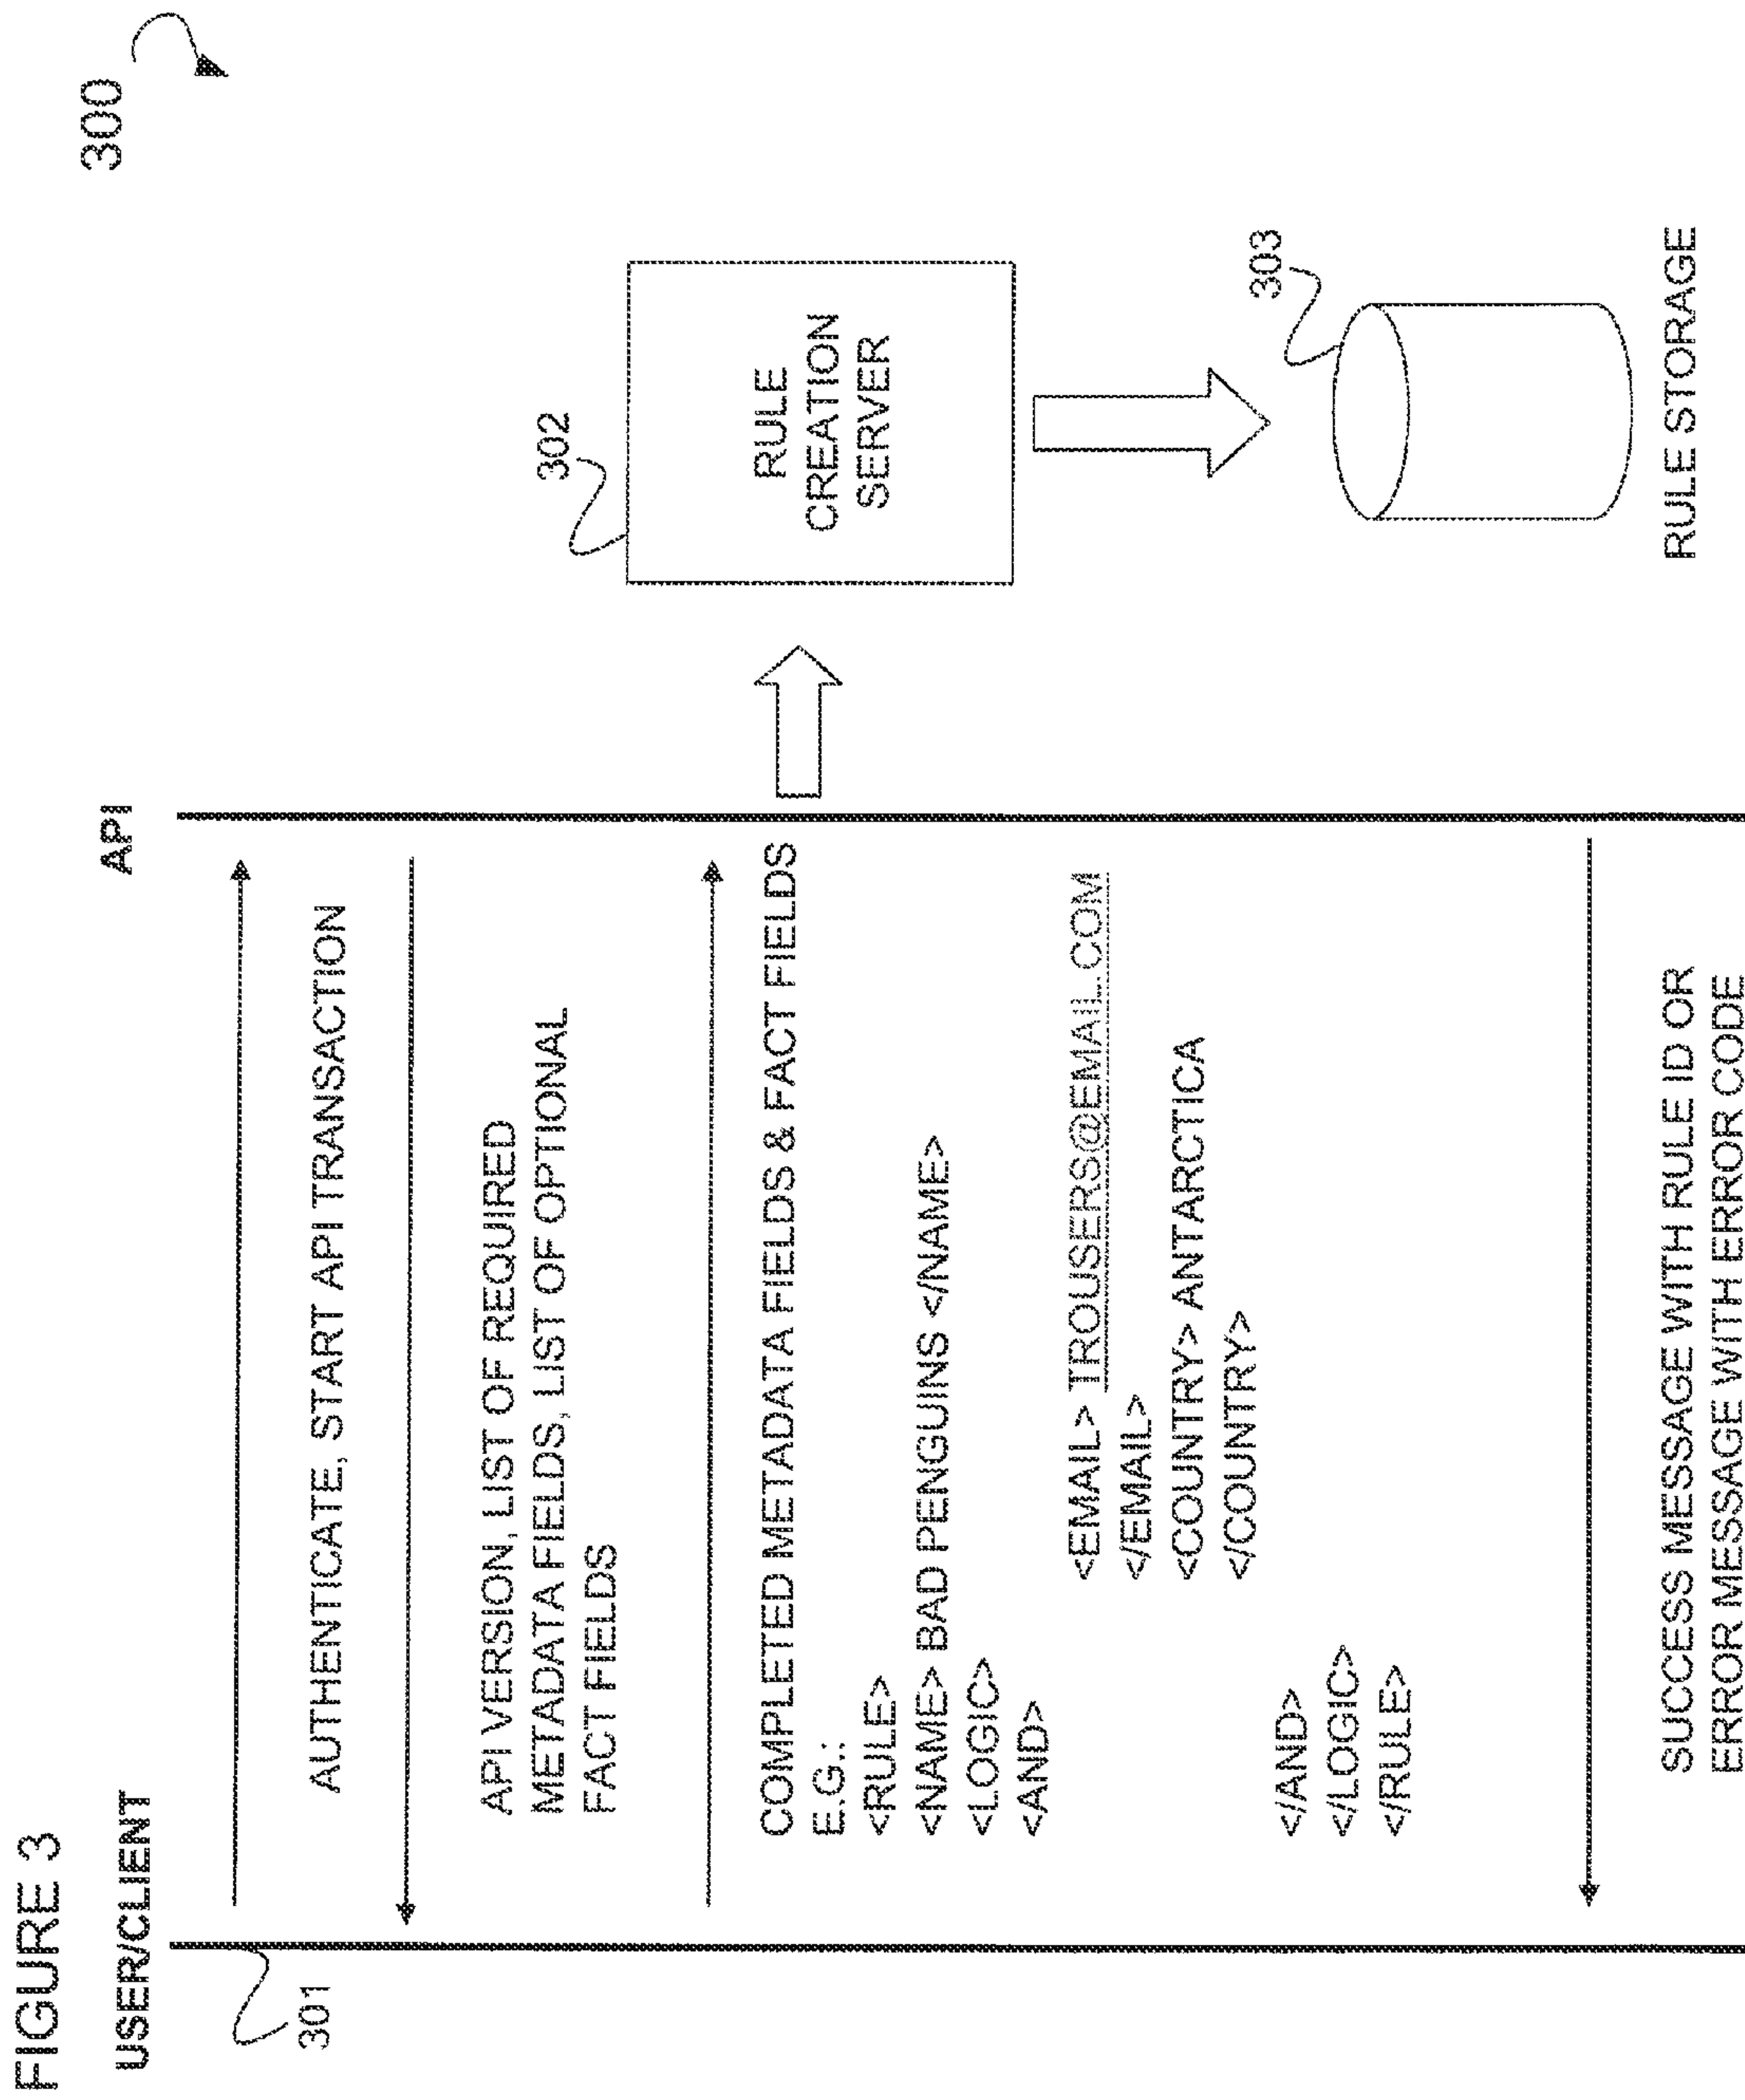 FIGURE 3
300
USER/CLIENT
API
301
AUTHENTICATE, START API TRANSACTION
API VERSION, LIST OF REQUIRED
METADATA FIELDS, LIST OF OPTIONAL
FACT FIELDS
COMPLETED METADATA FIELDS & FACT FIELDS
E.G.:
<RULE>
<NAME> BAD PENGUINS </NAME>
<LOGIC>
<AND>
<EMAIL> TROUSERS@EMAIL.COM
</EMAIL>
<COUNTRY> ANTARCTICA
</COUNTRY>
</AND>
</LOGIC>
</RULE>
SUCCESS MESSAGE WITH RULE ID OR
ERROR MESSAGE WITH ERROR CODE
302
RULE
CREATION
SERVER
303
RULE STORAGE